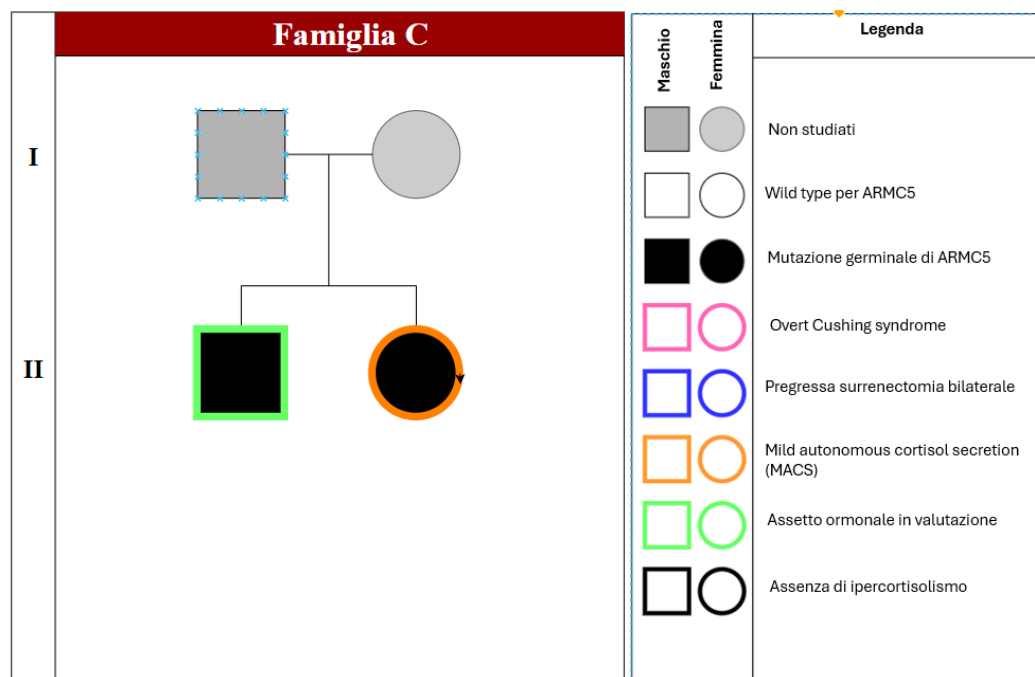 Famiglia C
I
II
Maschio
Femmina
Legenda
Non studiati
Wild type per ARMC5
Mutazione germinale di ARMC5
Overt Cushing syndrome
Pregressa surrenectomia bilaterale
Mild autonomous cortisol secretion
(MACS)
Assetto ormonale in valutazione
Assenza di ipercortisolismo